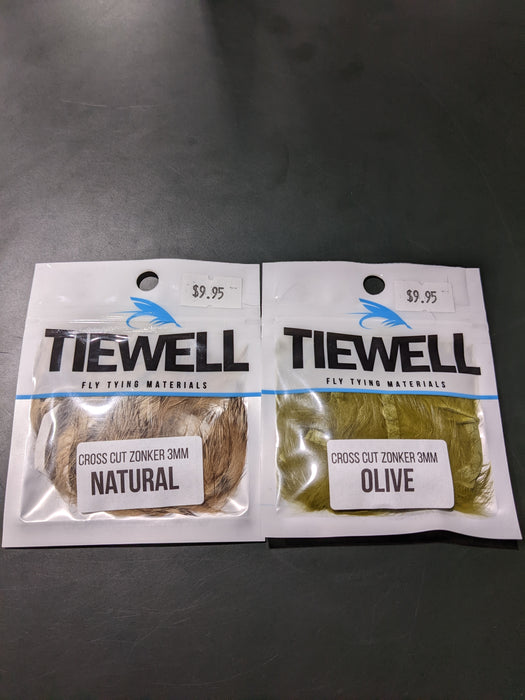 $9.95
TIEWELL
FLY TYING MATERIALS
CROSS CUT ZONKER 3MM
NATURAL
$9.95
TIEWELL
FLY TYING MATERIALS
CROSS CUT ZONKER 3MM
OLIVE